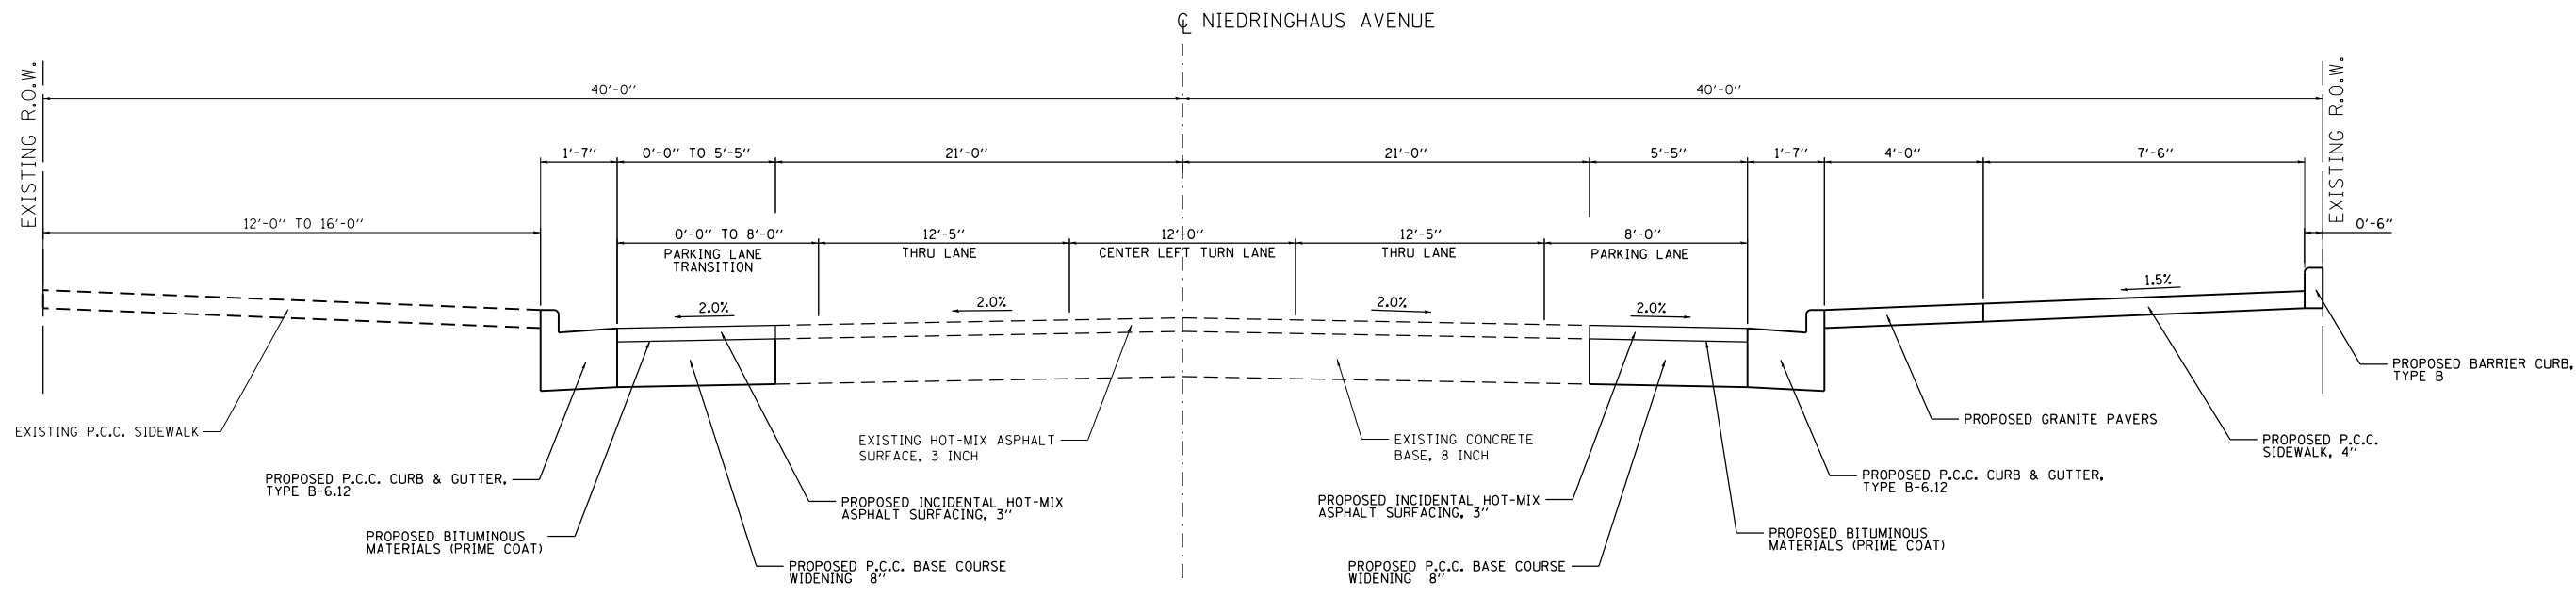 ℄ NIEDRINGHAUS AVENUE
EXISTING R.O.W.
EXISTING R.O.W.
40'-0"
40'-0"
1'-7"
0'-0" TO 5'-5"
21'-0"
21'-0"
5'-5"
1'-7"
4'-0"
7'-6"
12'-0" TO 16'-0"
0'-6"
0'-0" TO 8'-0"
12'-5"
12'-0"
12'-5"
8'-0"
PARKING LANE
TRANSITION
THRU LANE
CENTER LEFT TURN LANE
THRU LANE
PARKING LANE
2.0%
2.0%
2.0%
2.0%
1.5%
PROPOSED BARRIER CURB,
TYPE B
EXISTING P.C.C. SIDEWALK
EXISTING HOT-MIX ASPHALT
SURFACE, 3 INCH
EXISTING CONCRETE
BASE, 8 INCH
PROPOSED GRANITE PAVERS
PROPOSED P.C.C.
SIDEWALK, 4"
PROPOSED P.C.C. CURB & GUTTER,
TYPE B-6.12
PROPOSED P.C.C. CURB & GUTTER,
TYPE B-6.12
PROPOSED INCIDENTAL HOT-MIX
ASPHALT SURFACING, 3"
PROPOSED INCIDENTAL HOT-MIX
ASPHALT SURFACING, 3"
PROPOSED BITUMINOUS
MATERIALS (PRIME COAT)
PROPOSED BITUMINOUS
MATERIALS (PRIME COAT)
PROPOSED P.C.C. BASE COURSE
WIDENING 8"
PROPOSED P.C.C. BASE COURSE
WIDENING 8"